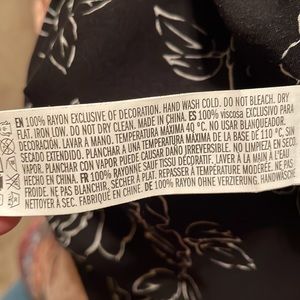 EN 100% RAYON EXCLUSIVE OF DECORATION. HAND WASH COLD. DO NOT BLEACH. DRY
FLAT. IRON LOW. DO NOT DRY CLEAN. MADE IN CHINA. ES 100% viscosa EXCLUSIVO PARA
DECORACIÓN. LAVAR A MANO. TEMPERATURA MÁXIMA 40 °C. NO USAR BLANQUEADOR.
SECADO EXTENDIDO. PLANCHAR A UNA TEMPERATURA MÁXIMA DE LA BASE DE 110 °C, SIN
VAPOR. PLANCHAR CON VAPOR PUEDE CAUSAR DAÑO IRREVERSIBLE. NO LIMPIEZA EN SECO.
HECHO EN CHINA. FR 100% RAYONNE SAUF TISSU DÉCORATIF. LAVER À LA MAIN À L'EAU
FROIDE. NE PAS BLANCHIR. SÉCHER À PLAT. REPASSER À TEMPÉRATURE MODÉRÉE. NE PAS
NETTOYER À SEC. FABRIQUÉ EN CHINE. DE 100% RAYON OHNE VERZIERUNG. HANDWÄSCHE